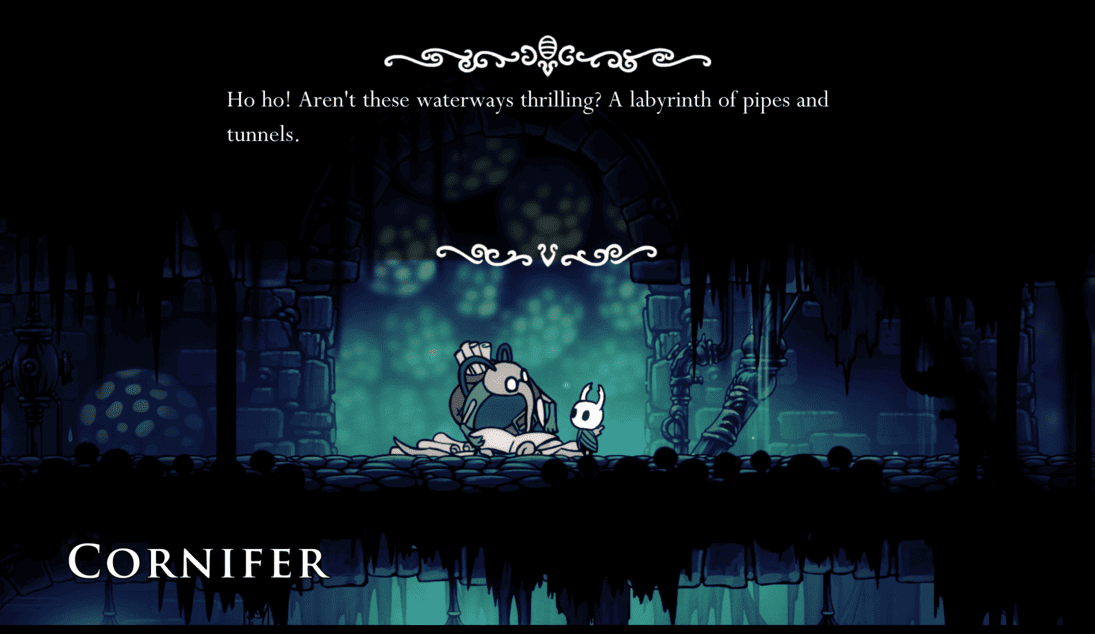 Ho ho! Aren't these waterways thrilling? A labyrinth of pipes and
tunnels.
CORNIFER